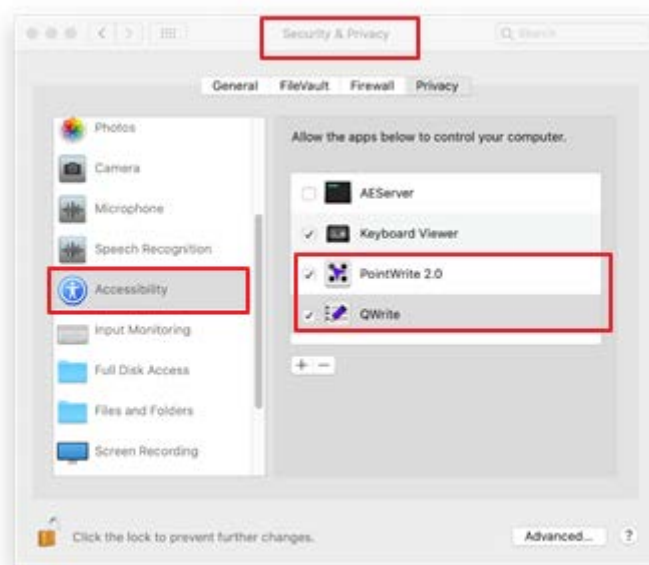 Security & Privacy
Search
General FileVault Firewall Privacy
Photos
Camera
Microphone
Speech Recognition
Accessibility
Input Monitoring
Full Disk Access
Files and Folders
Screen Recording
Allow the apps below to control your computer.
AEServer
Keyboard Viewer
PointWrite 2.0
QWrite
+ −
Click the lock to prevent further changes.
Advanced... ?